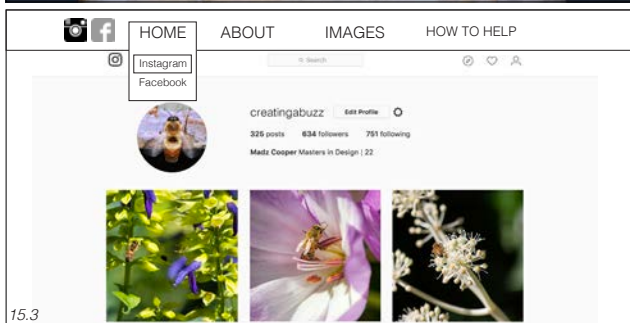 HOME ABOUT IMAGES HOW TO HELP
Instagram
Facebook
Search
creatingabuzz Edit Profile
325 posts 634 followers 751 following
Madz Cooper Masters in Design | 22
15.3